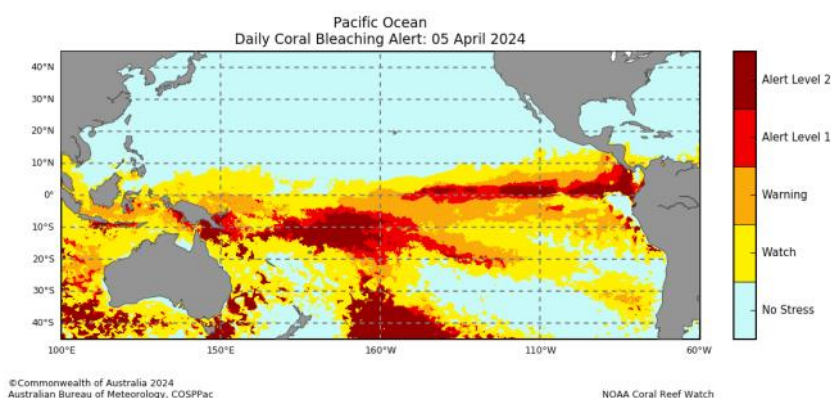 Pacific Ocean
Daily Coral Bleaching Alert: 05 April 2024
40°N
30°N
20°N
10°N
0°
10°S
20°S
30°S
40°S
100°E
150°E
160°W
110°W
60°W
Alert Level 2
Alert Level 1
Warning
Watch
No Stress
©Commonwealth of Australia 2024
Australian Bureau of Meteorology, COSPPac
NOAA Coral Reef Watch